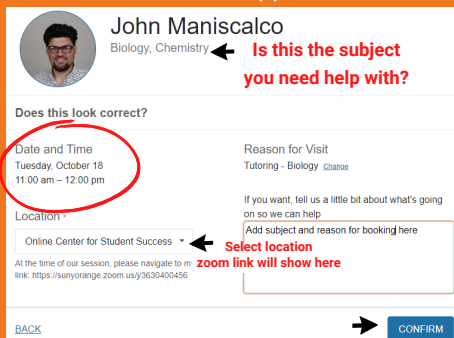 John Maniscalco
Biology, Chemistry
Is this the subject
you need help with?
Does this look correct?
Date and Time
Tuesday, October 18
11:00 am – 12:00 pm
Reason for Visit
Tutoring - Biology Change
Location
If you want, tell us a little bit about what's going
on so we can help
Online Center for Student Success
Add subject and reason for booking here
Select location
zoom link will show here
At the time of our session, please navigate to my
link: https://sunyorange.zoom.us/j/3630400456
BACK
CONFIRM